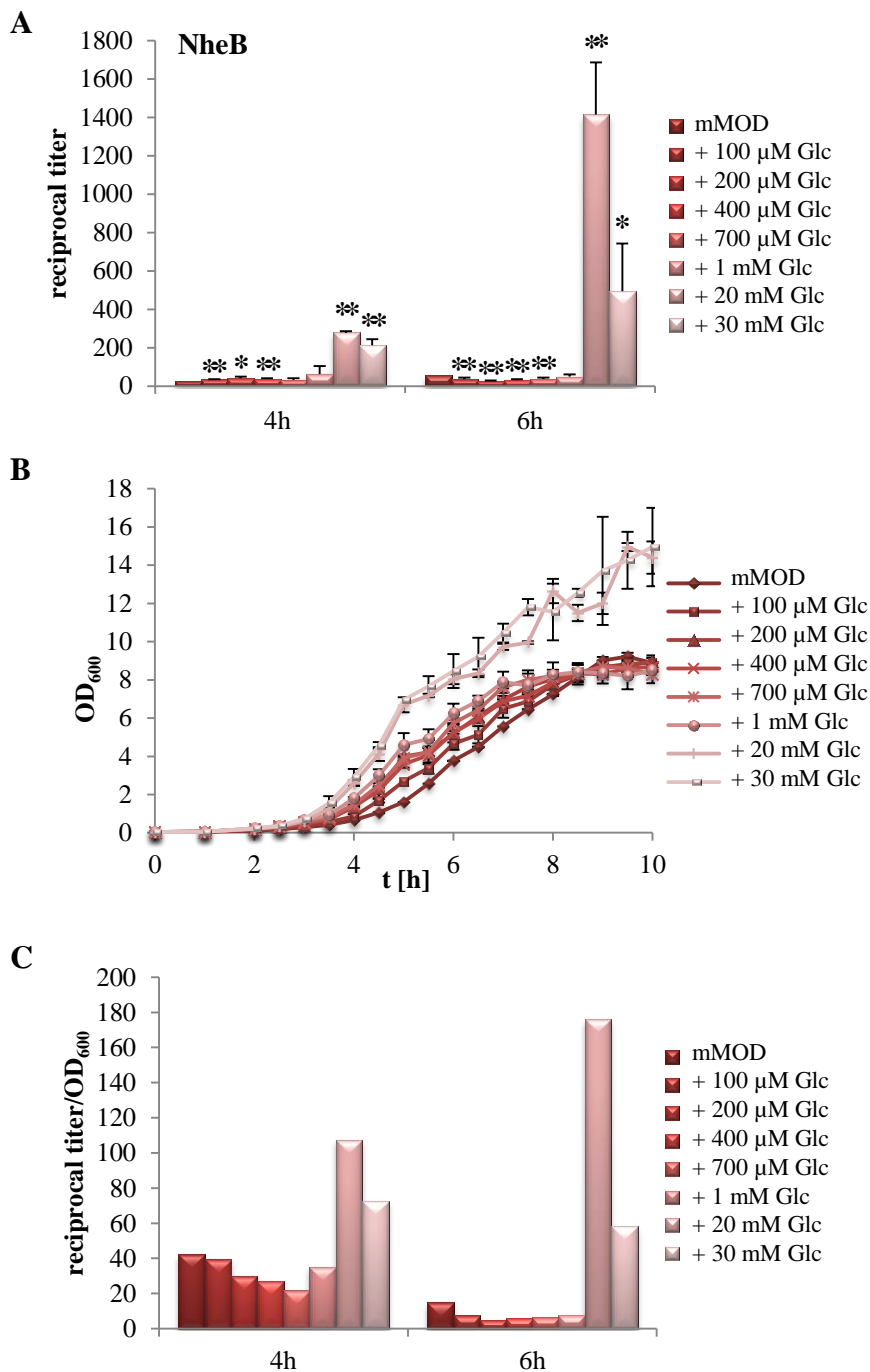 A
NheB
1800
1600
1400
1200
1000
800
600
400
200
0
reciprocal titer
** * ** ** **
** ** ** ** ** *
4h 6h
mMOD
+ 100 µM Glc
+ 200 µM Glc
+ 400 µM Glc
+ 700 µM Glc
+ 1 mM Glc
+ 20 mM Glc
+ 30 mM Glc
B
18
16
14
12
10
8
6
4
2
0
OD600
0 2 4 6 8 10
t [h]
mMOD
+ 100 µM Glc
+ 200 µM Glc
+ 400 µM Glc
+ 700 µM Glc
+ 1 mM Glc
+ 20 mM Glc
+ 30 mM Glc
C
200
180
160
140
120
100
80
60
40
20
0
reciprocal titer/OD600
4h 6h
mMOD
+ 100 µM Glc
+ 200 µM Glc
+ 400 µM Glc
+ 700 µM Glc
+ 1 mM Glc
+ 20 mM Glc
+ 30 mM Glc